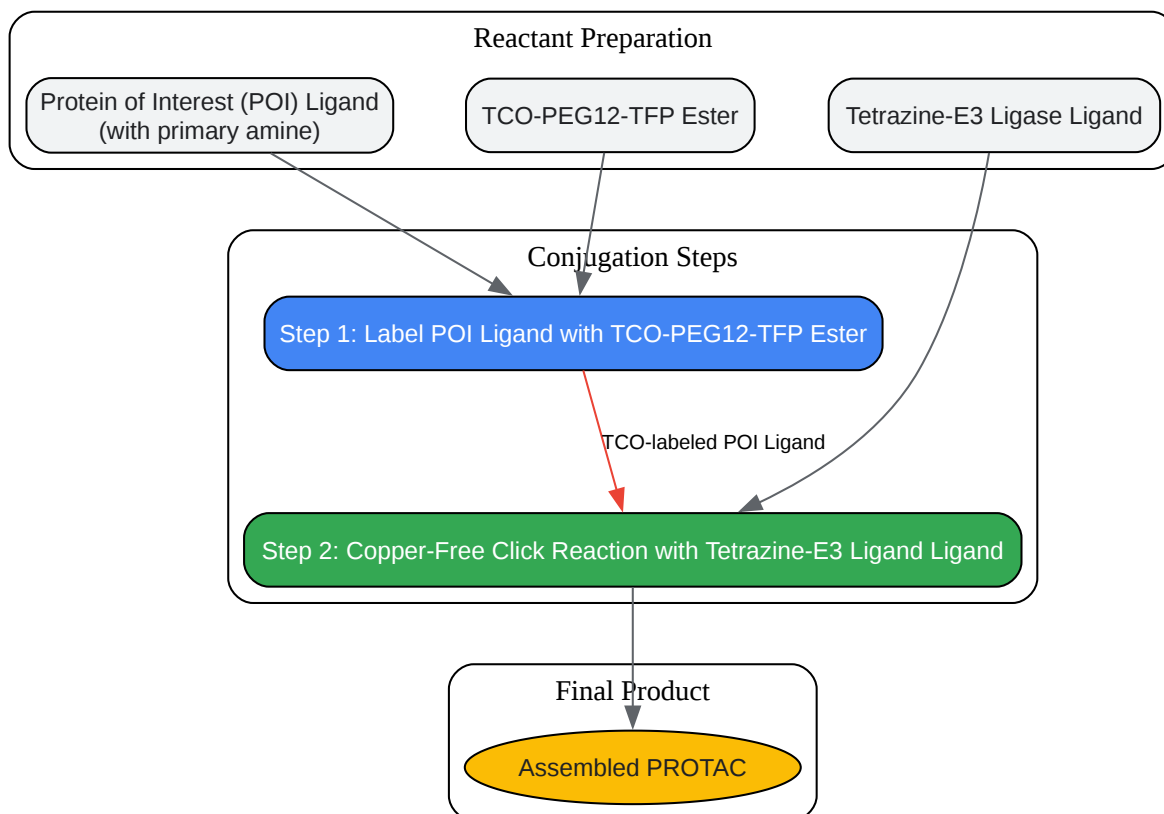 Reactant Preparation
Protein of Interest (POI) Ligand
(with primary amine)
TCO-PEG12-TFP Ester
Tetrazine-E3 Ligase Ligand
Conjugation Steps
Step 1: Label POI Ligand with TCO-PEG12-TFP Ester
TCO-labeled POI Ligand
Step 2: Copper-Free Click Reaction with Tetrazine-E3 Ligand Ligand
Final Product
Assembled PROTAC